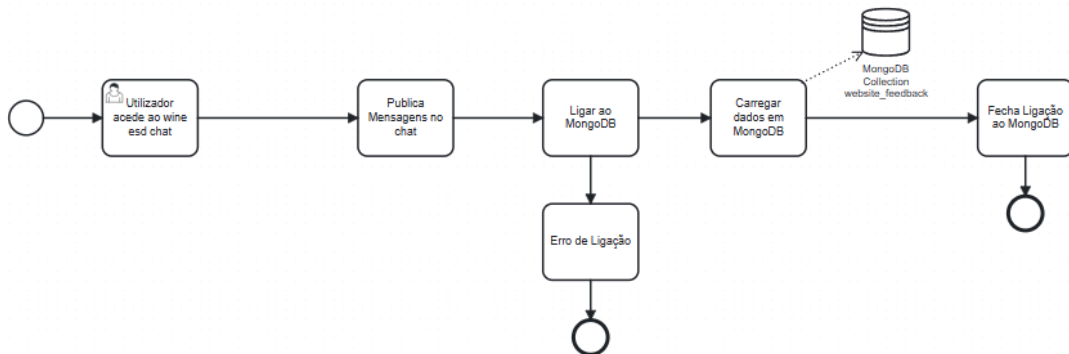 Utilizador
acede ao wine
esd chat
Publica
Mensagens no
chat
Ligar ao
MongoDB
Carregar
dados em
MongoDB
MongoDB
Collection
website_feedback
Fecha Ligação
ao MongoDB
Erro de Ligação